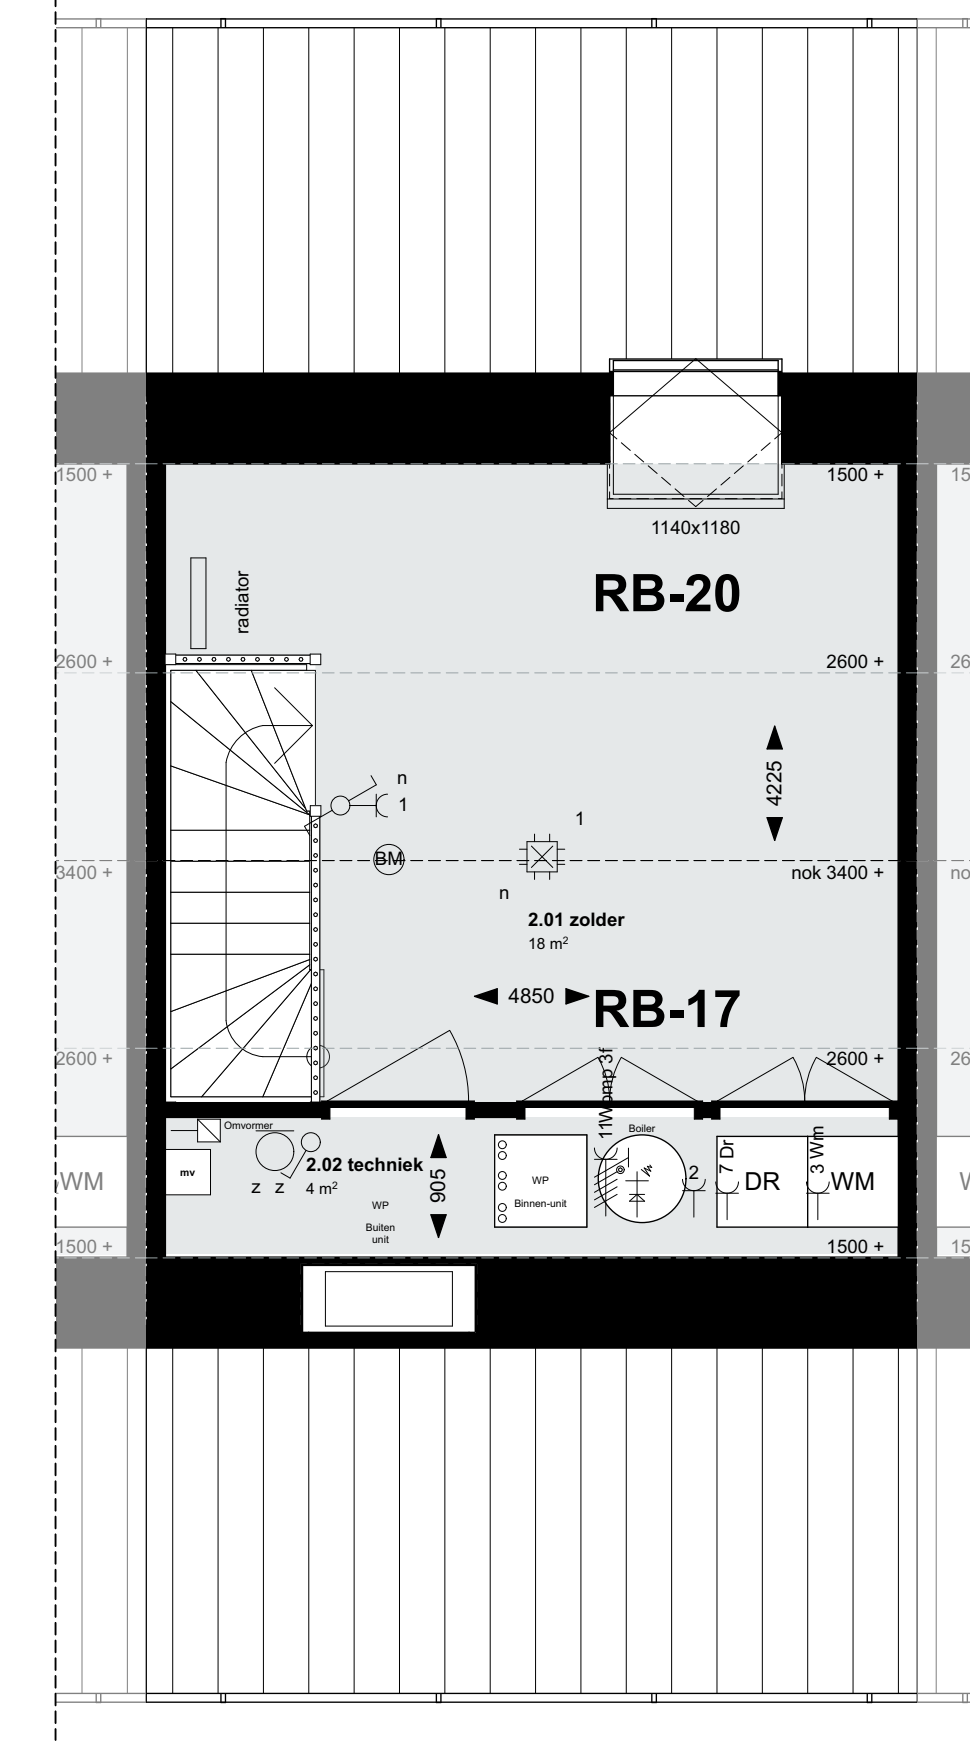 1500 +
1500 +
15
1140x1180
RB-20
radiator
2600 +
2600 +
26
4225
n
1
1
BM
3400 +
nok 3400 +
no
n
2.01 zolder
18 m²
4850
RB-17
2600 +
2600 +
26
11Wpmp 3f
Omvormer
Boiler
mv
z z
2.02 techniek
4 m²
905
WP
Buiten
unit
WP
Binnen-unit
2
7 Dr
DR
3 Wm
WM
WM
W
1500 +
1500 +
15